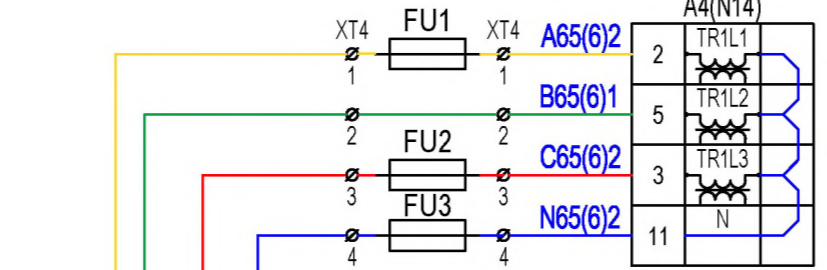 A4(N14)
XT4 FU1 XT4 A65(6)2 2 TR1L1
1 1
B65(6)1 5 TR1L2
2 2
FU2 C65(6)2 3 TR1L3
3 3
FU3 N65(6)2 11 N
4 4